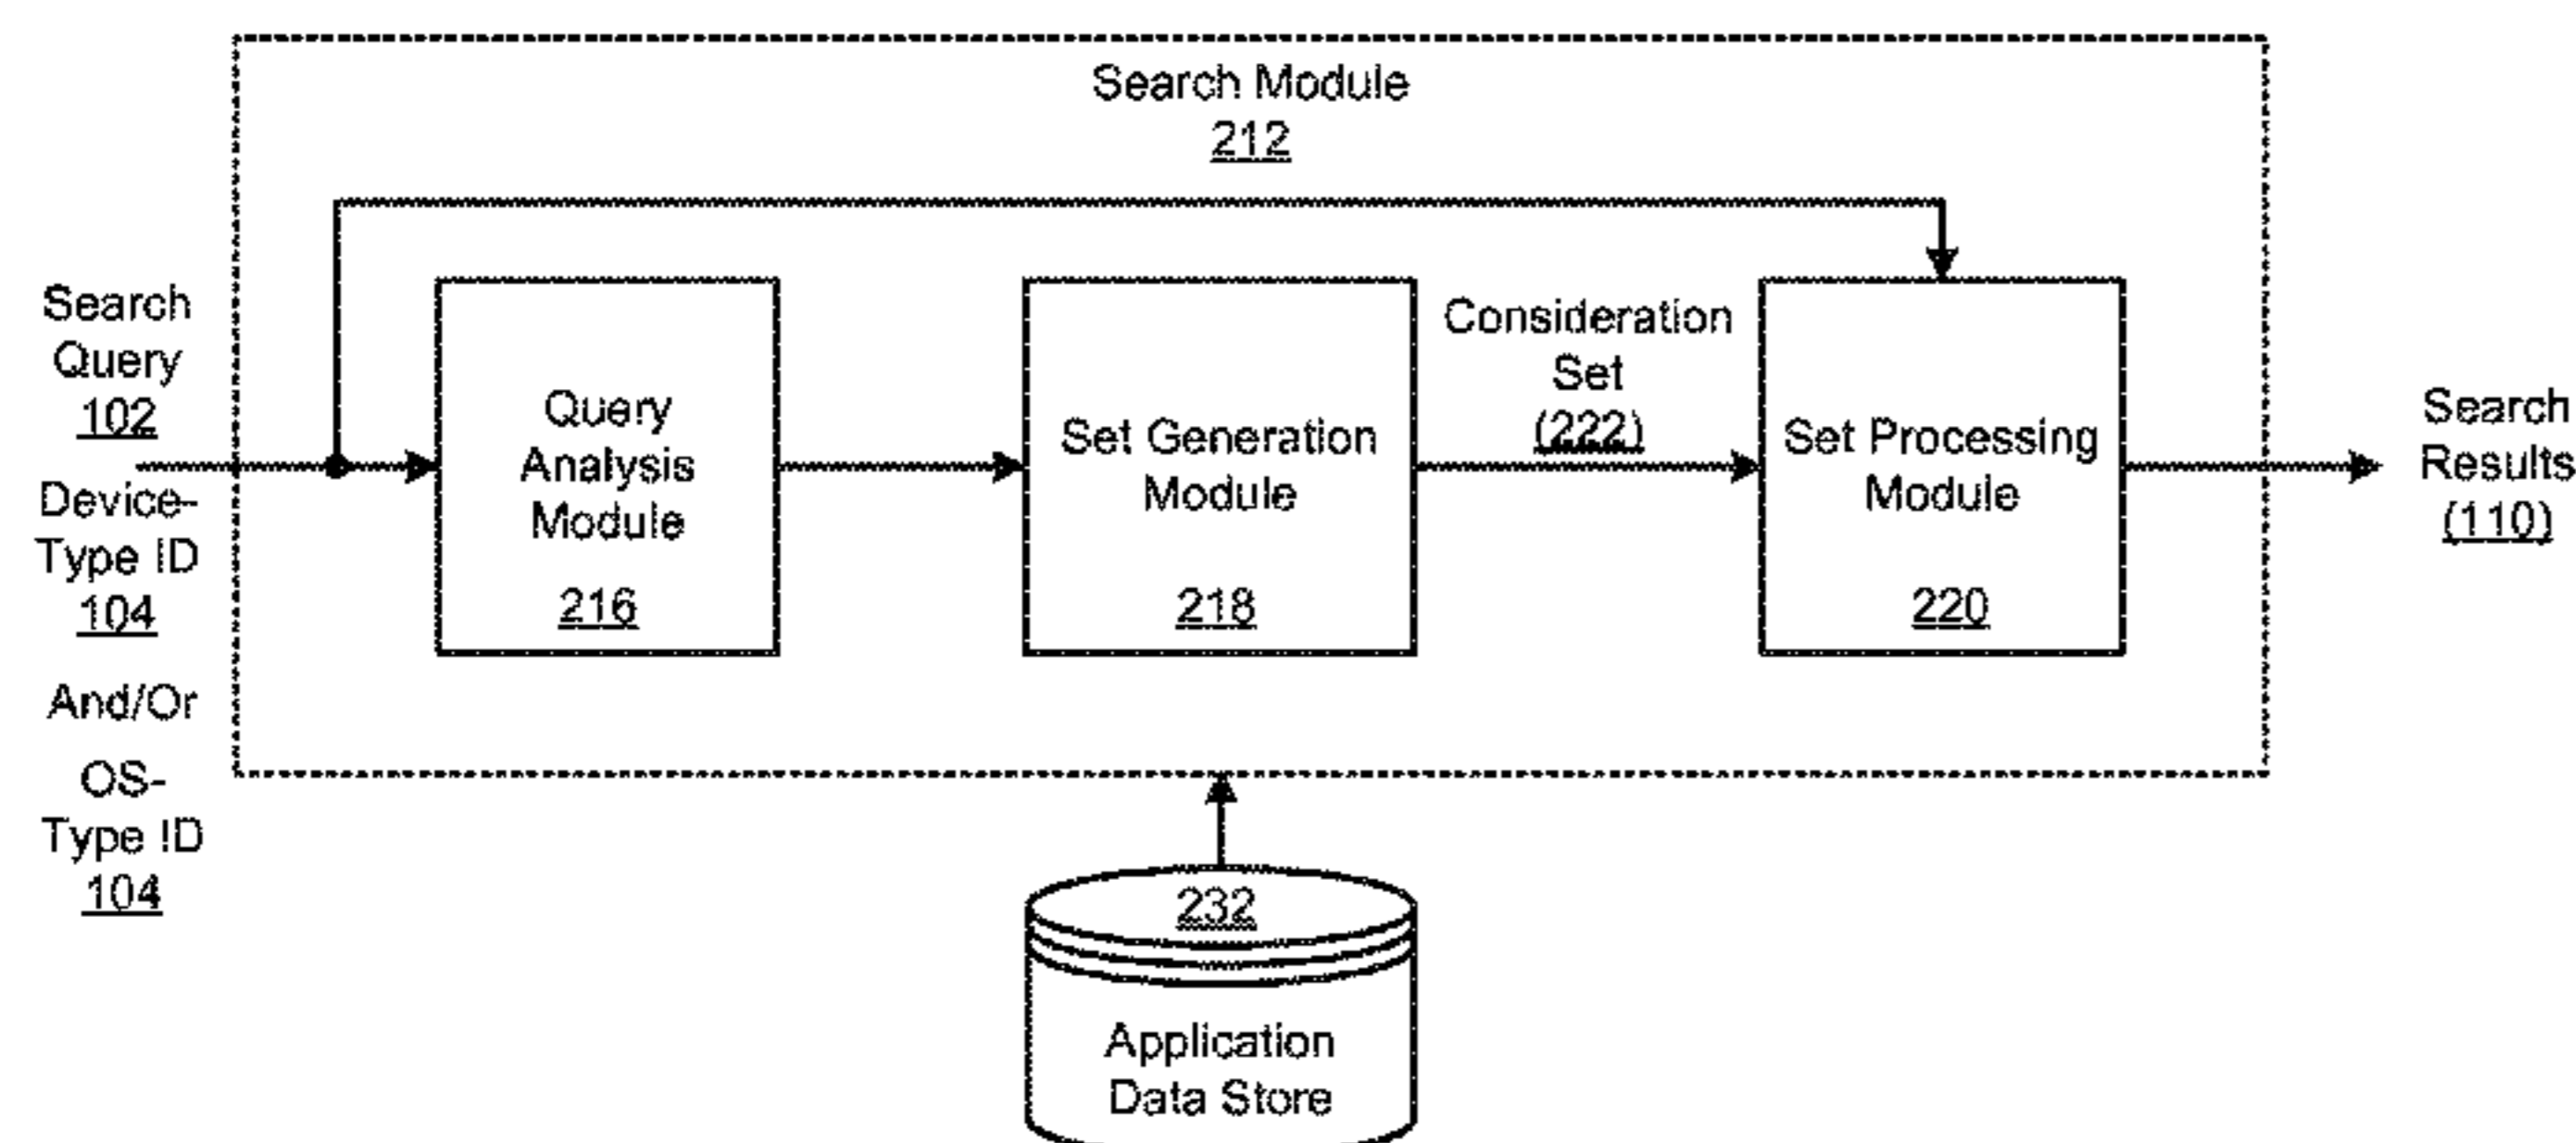 Search Module
212
Search
Query
102
Device-
Type ID
104
And/Or
OS-
Type ID
104
Query
Analysis
Module
216
Set Generation
Module
218
Consideration
Set
(222)
Set Processing
Module
220
Search
Results
(110)
232
Application
Data Store